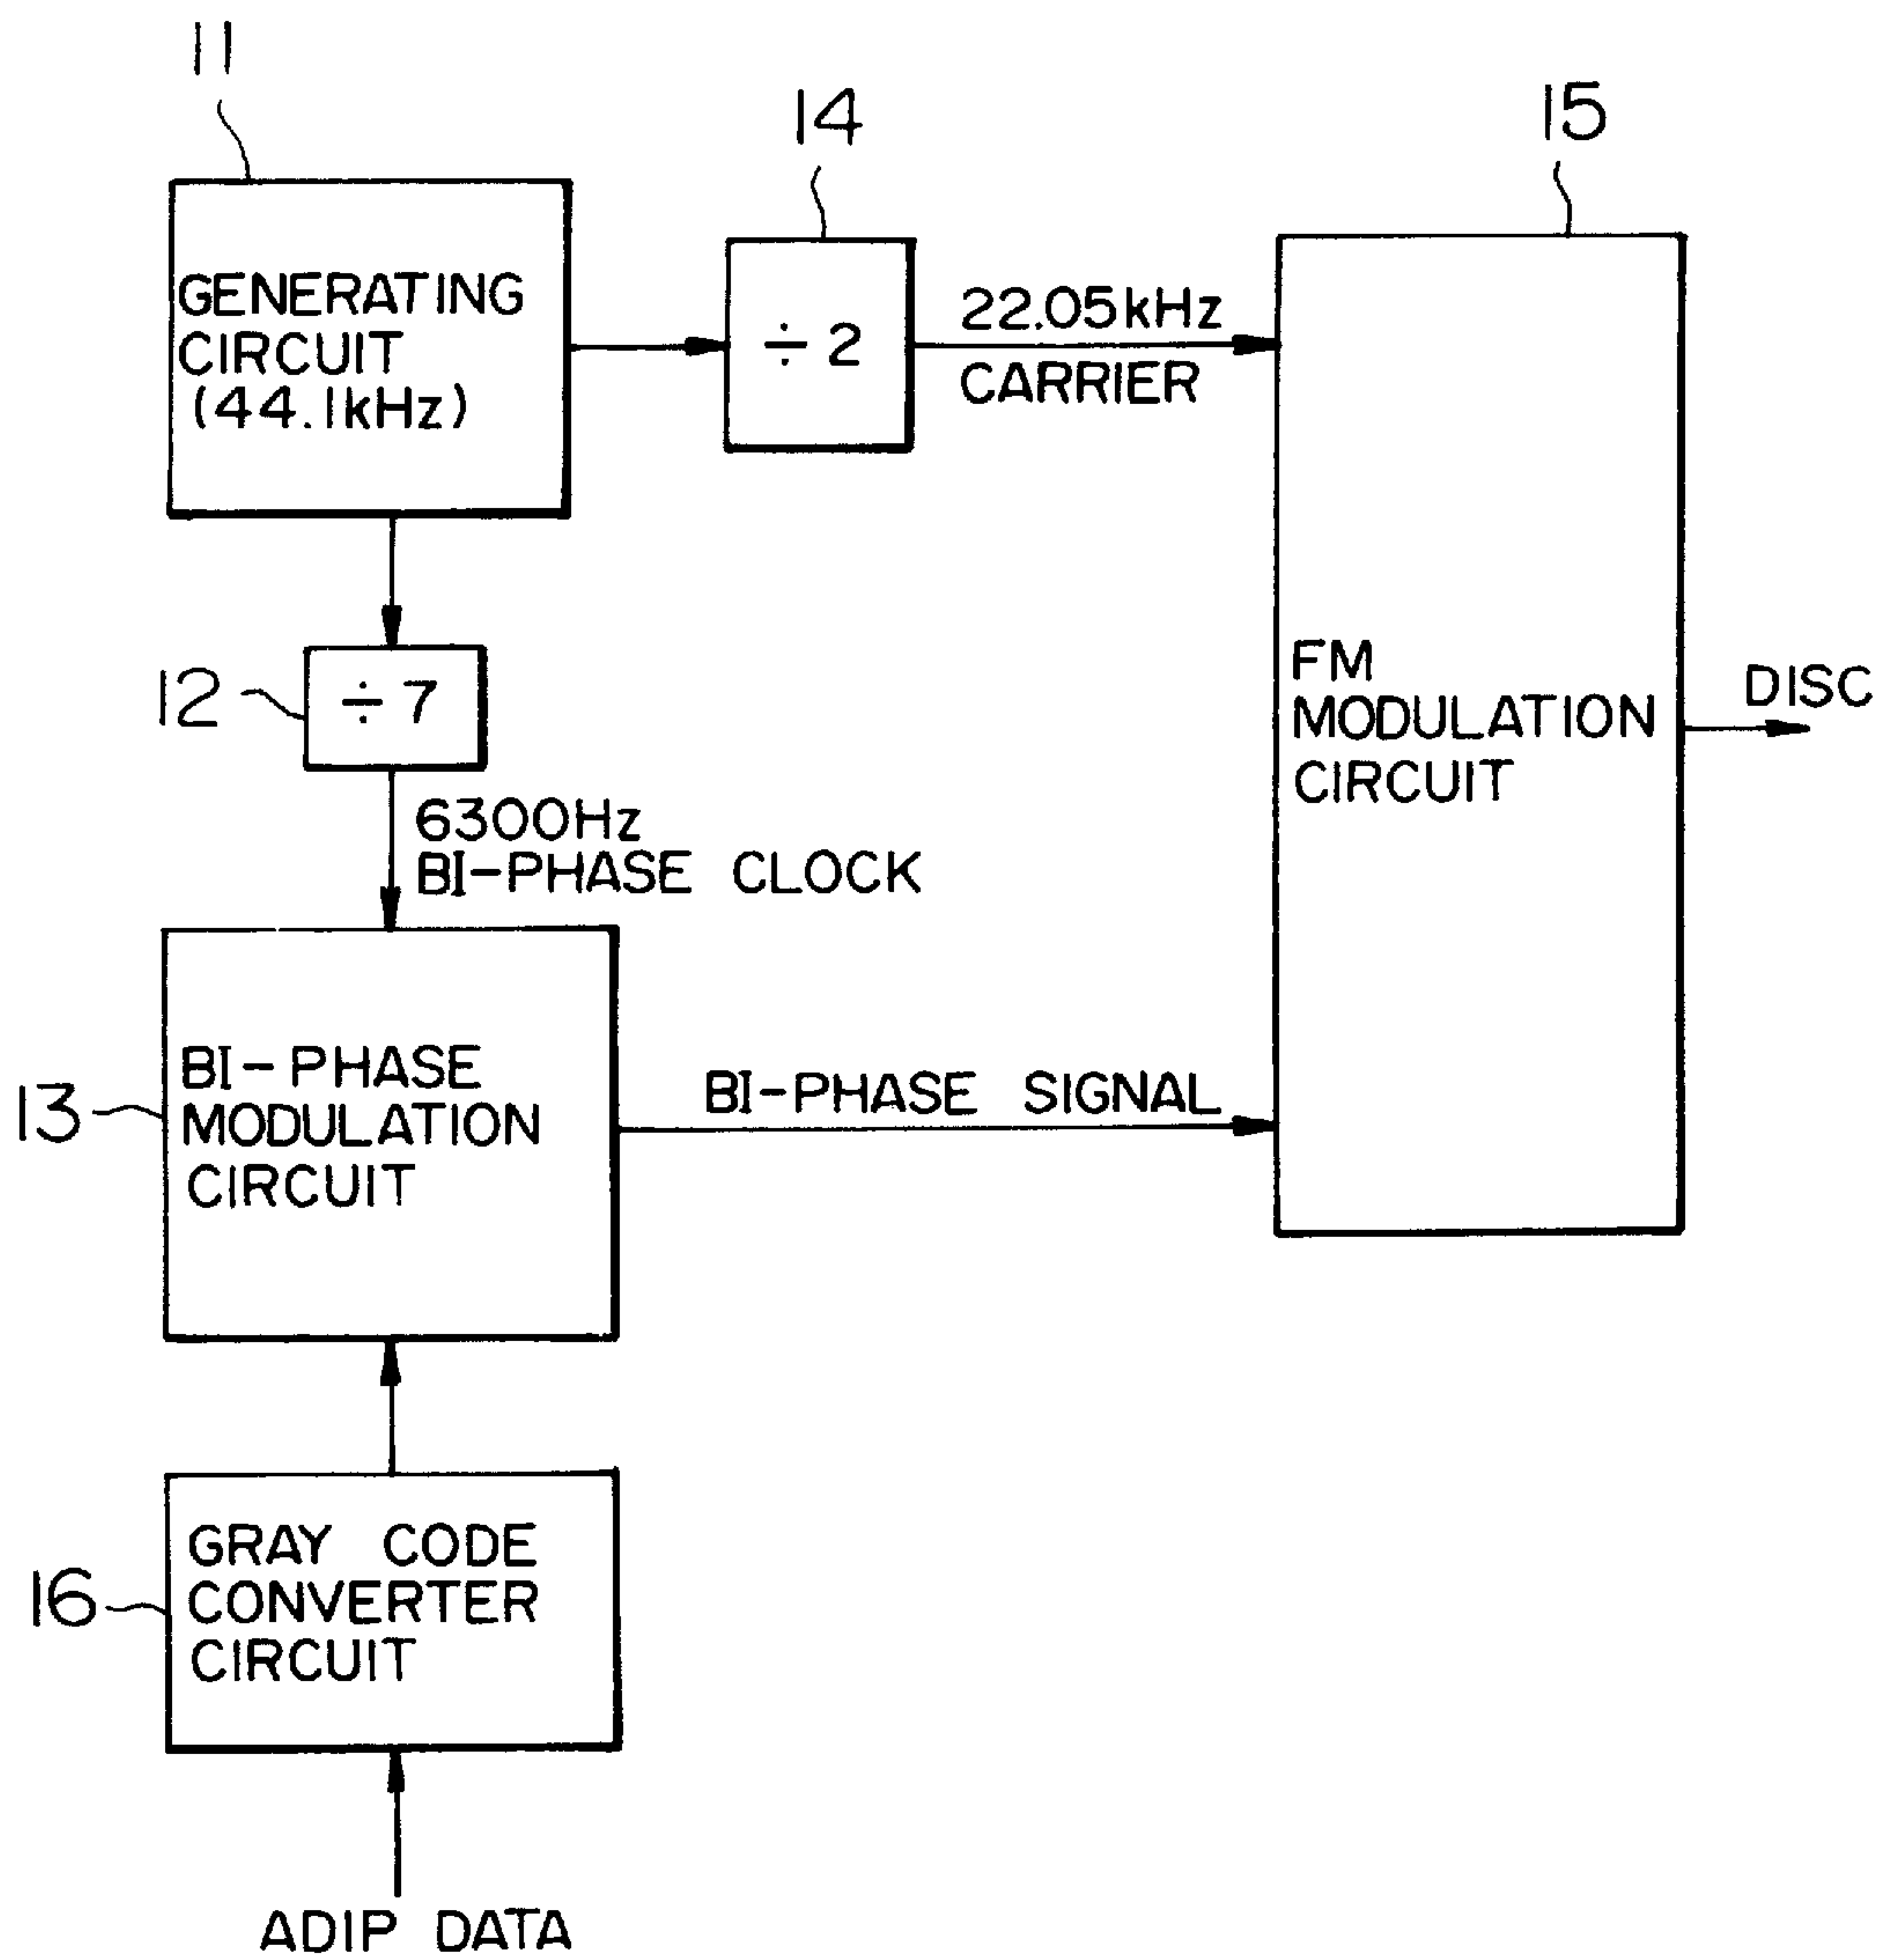 11
14
15
GENERATING
CIRCUIT
(44.1kHz)
÷ 2
22.05kHz
CARRIER
FM
MODULATION
CIRCUIT
DISC
12
÷ 7
6300Hz
BI-PHASE CLOCK
13
BI-PHASE
MODULATION
CIRCUIT
BI-PHASE SIGNAL
16
GRAY CODE
CONVERTER
CIRCUIT
ADIP DATA